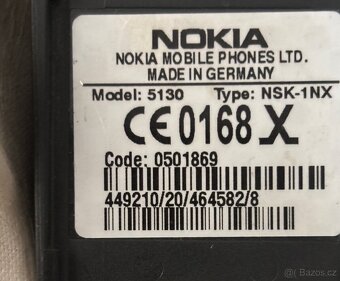 NOKIA
NOKIA MOBILE PHONES LTD.
MADE IN GERMANY
Model: 5130 Type: NSK-1NX
CE0168 X
Code: 0501869
449210/20/464582/8
Bazos.cz